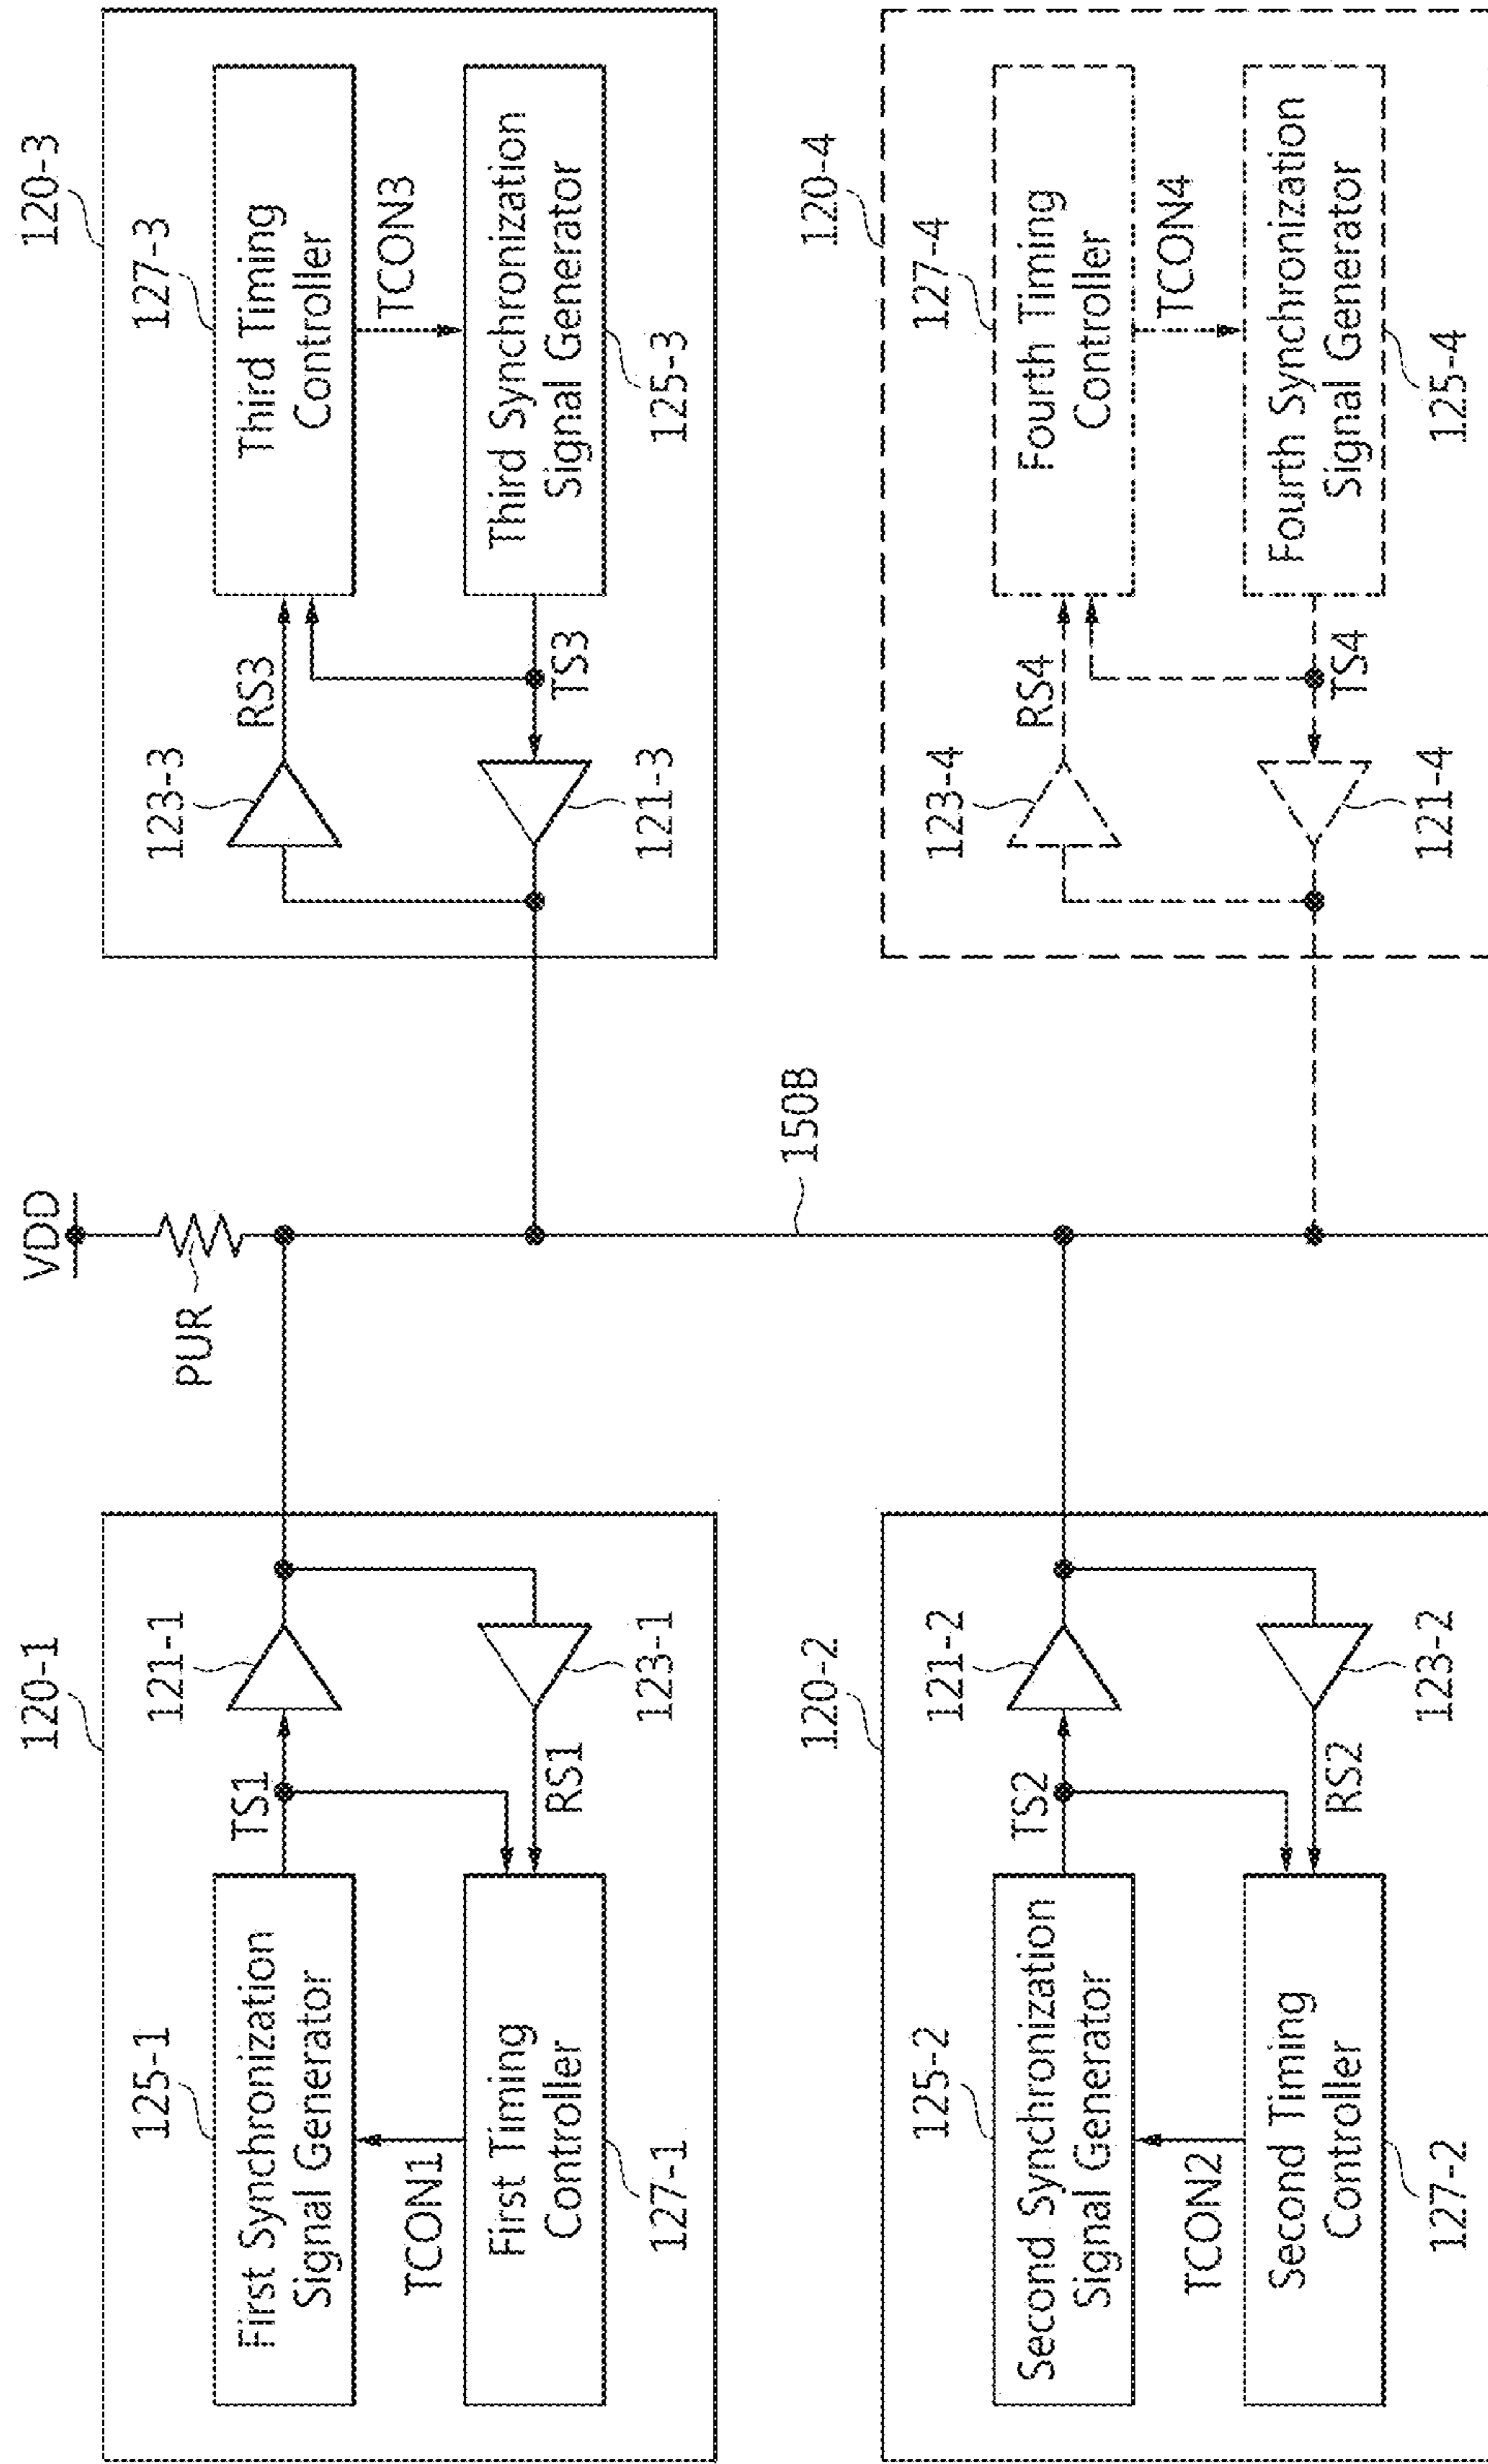 VDD
PUR
150B
120-1
125-1
First Synchronization
Signal Generator
TS1
121-1
TCON1
First Timing
Controller
127-1
RS1
123-1
120-3
123-3
RS3
127-3
Third Timing
Controller
TCON3
Third Synchronization
Signal Generator
125-3
TS3
121-3
120-2
125-2
Second Synchronization
Signal Generator
TS2
121-2
TCON2
Second Timing
Controller
127-2
RS2
123-2
120-4
123-4
RS4
127-4
Fourth Timing
Controller
TCON4
Fourth Synchronization
Signal Generator
125-4
TS4
121-4